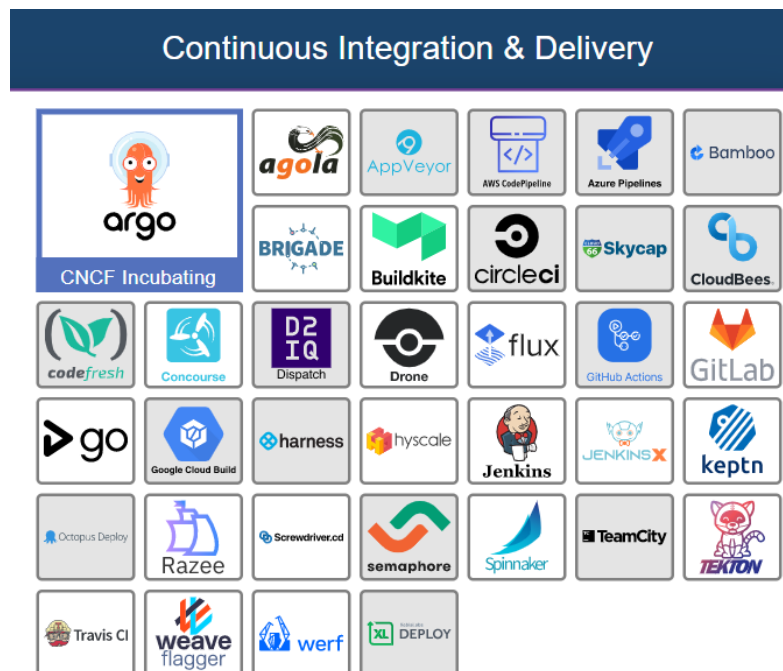 Continuous Integration & Delivery
argo
CNCF Incubating
agola
AppVeyor
AWS CodePipeline
Azure Pipelines
Bamboo
BRIGADE
Buildkite
circleci
66
Skycap
CloudBees
codefresh
Concourse
D2
IQ
Dispatch
Drone
flux
GitHub Actions
GitLab
go
Google Cloud Build
harness
hyscale
Jenkins
JENKINS X
keptn
Octopus Deploy
Razee
Screwdriver.cd
semaphore
Spinnaker
TeamCity
TEKTON
Travis CI
weave
flagger
werf
XL
DEPLOY